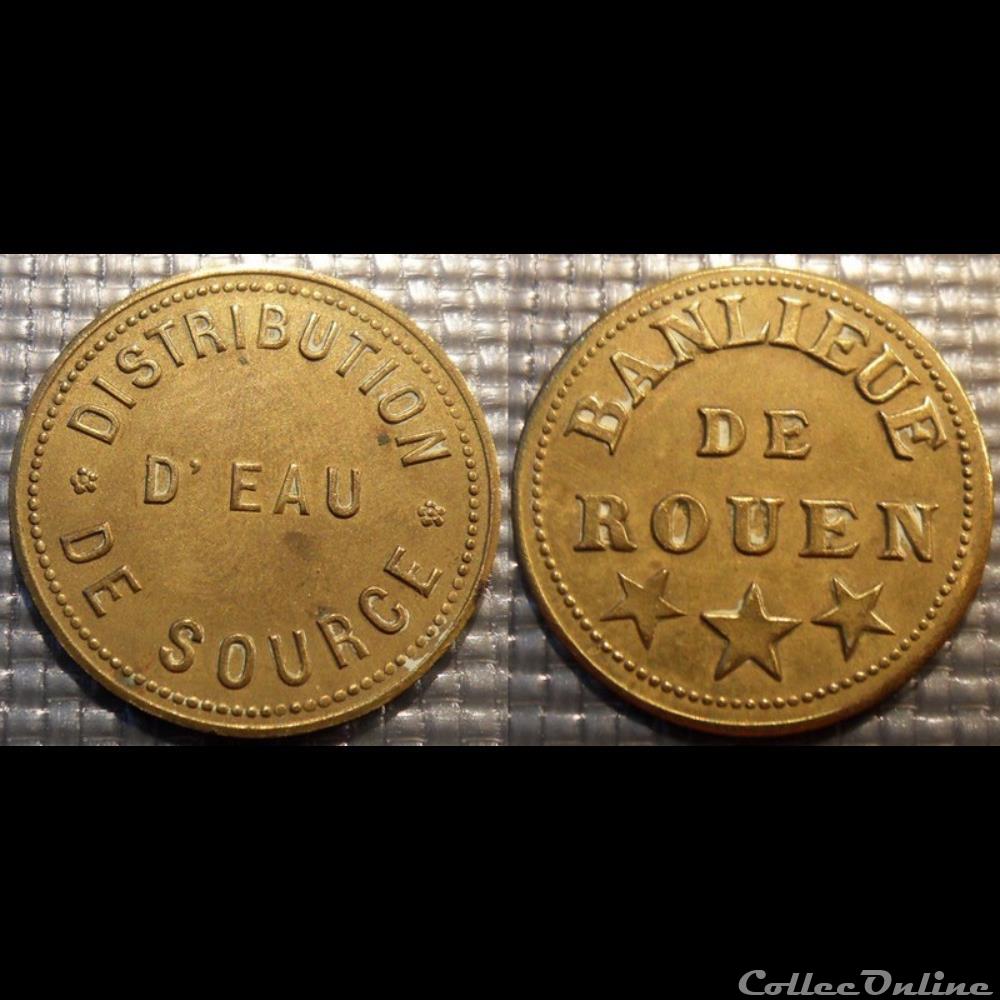 DISTRIBUTION
D' EAU
DE SOURCE
BANLIEUE
DE
ROUEN
CollecOnline